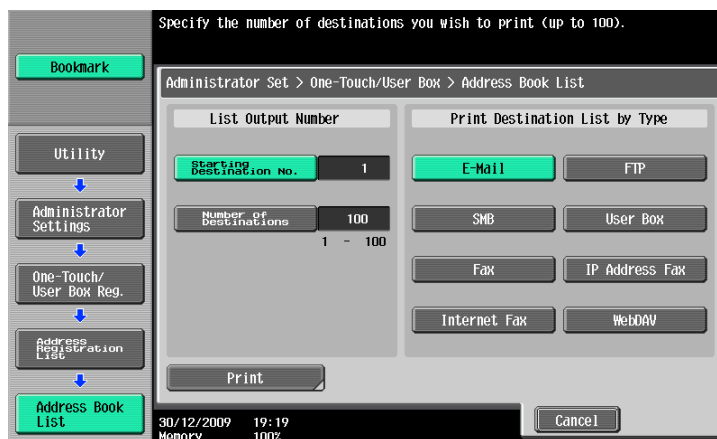 Specify the number of destinations you wish to print (up to 100).
Bookmark
Administrator Set > One-Touch/User Box > Address Book List
List Output Number
Print Destination List by Type
Utility
Starting
Destination No.
1
E-Mail
FTP
Administrator
Settings
Number of
Destinations
100
SMB
User Box
1 - 100
One-Touch/
User Box Reg.
Fax
IP Address Fax
Address
Registration
List
Internet Fax
WebDAV
Print
Address Book
List
30/12/2009 19:19
Memory 100%
Cancel